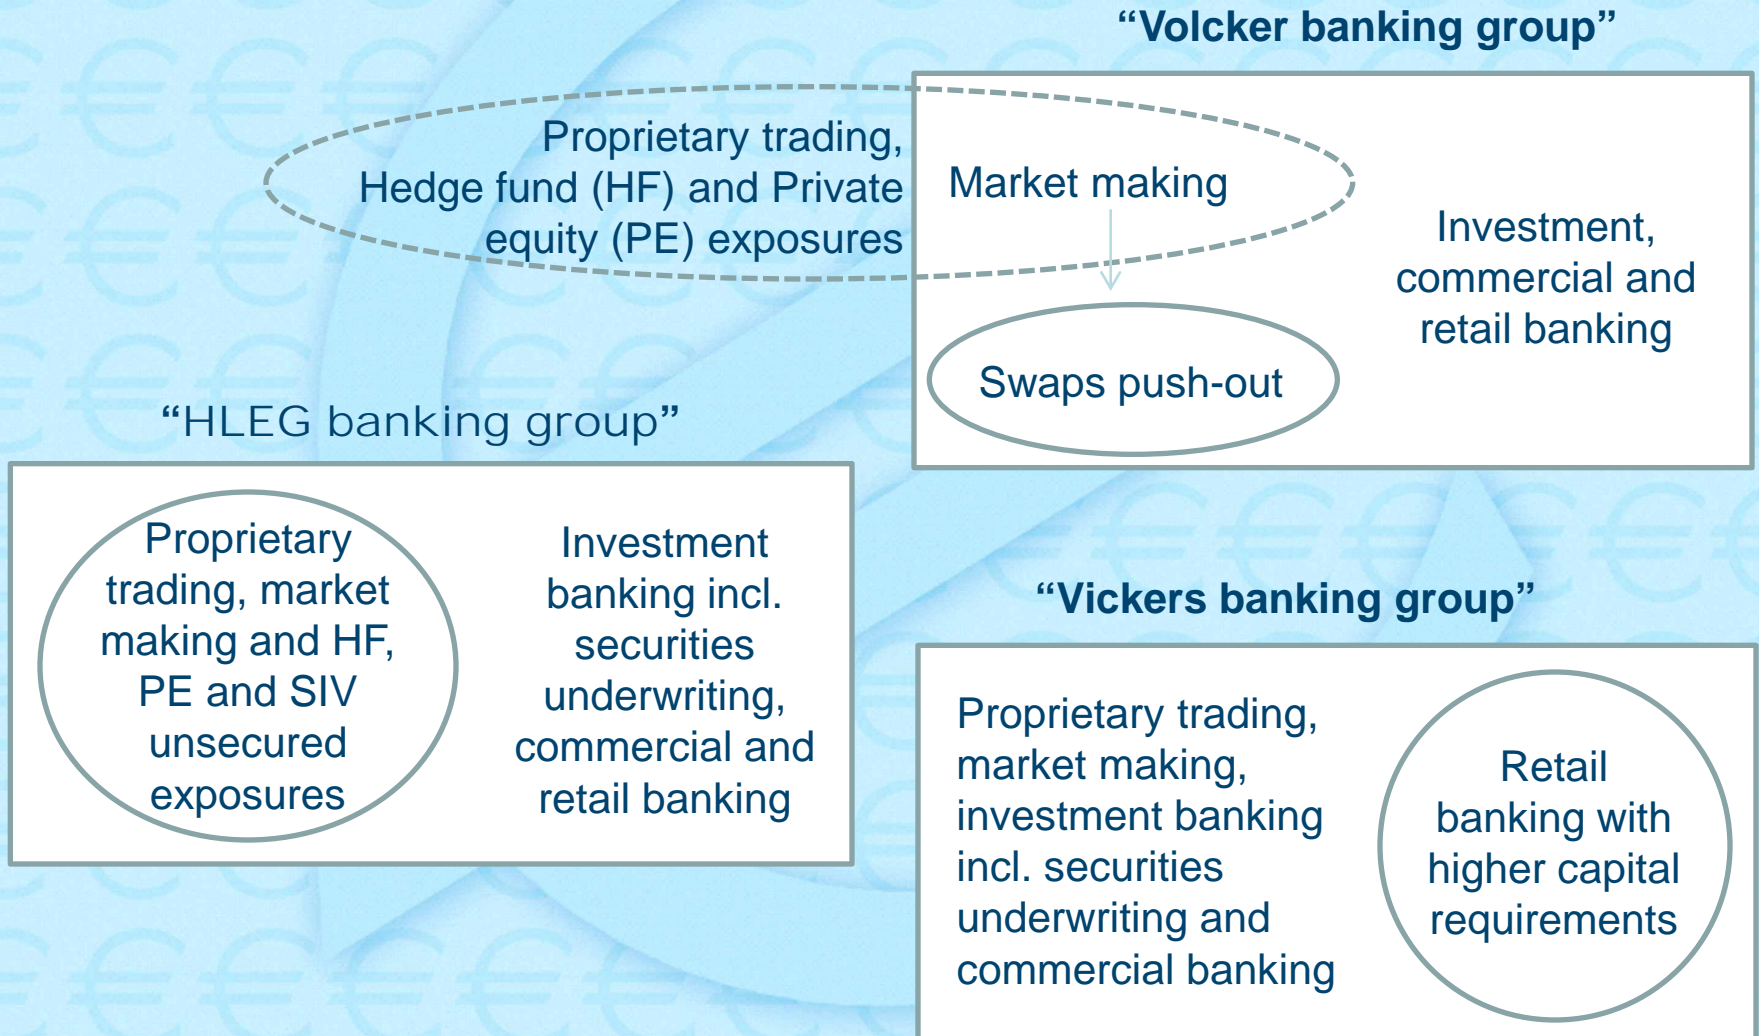 “Volcker banking group”
Proprietary trading,
Hedge fund (HF) and Private
equity (PE) exposures
Market making
Swaps push-out
Investment,
commercial and
retail banking
“HLEG banking group”
Proprietary
trading, market
making and HF,
PE and SIV
unsecured
exposures
Investment
banking incl.
securities
underwriting,
commercial and
retail banking
“Vickers banking group”
Proprietary trading,
market making,
investment banking
incl. securities
underwriting and
commercial banking
Retail
banking with
higher capital
requirements